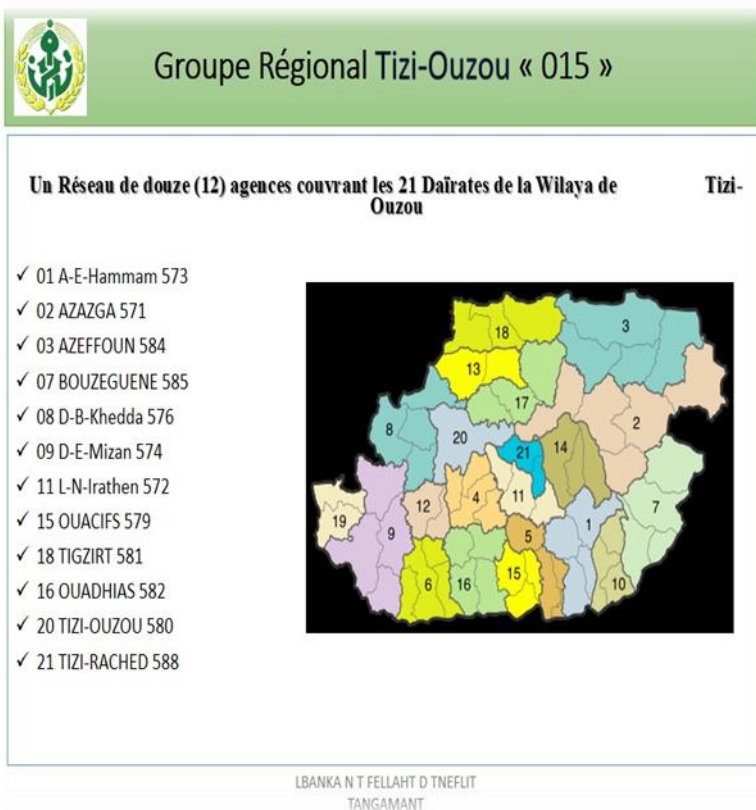 Groupe Régional Tizi-Ouzou « 015 »
Un Réseau de douze (12) agences couvrant les 21 Daïrates de la Wilaya de Tizi-
Ouzou
✓ 01 A-E-Hammam 573
✓ 02 AZAZGA 571
✓ 03 AZEFFOUN 584
✓ 07 BOUZEGUENE 585
✓ 08 D-B-Khedda 576
✓ 09 D-E-Mizan 574
✓ 11 L-N-Irathen 572
✓ 15 OUACIFS 579
✓ 18 TIGZIRT 581
✓ 16 OUADHIAS 582
✓ 20 TIZI-OUZOU 580
✓ 21 TIZI-RACHED 588
18
3
13
17
8
20
2
21
14
12
4
11
7
19
9
1
5
6
16
15
10
LBANKA N T FELLAHT D TNEFLIT
TANGAMANT